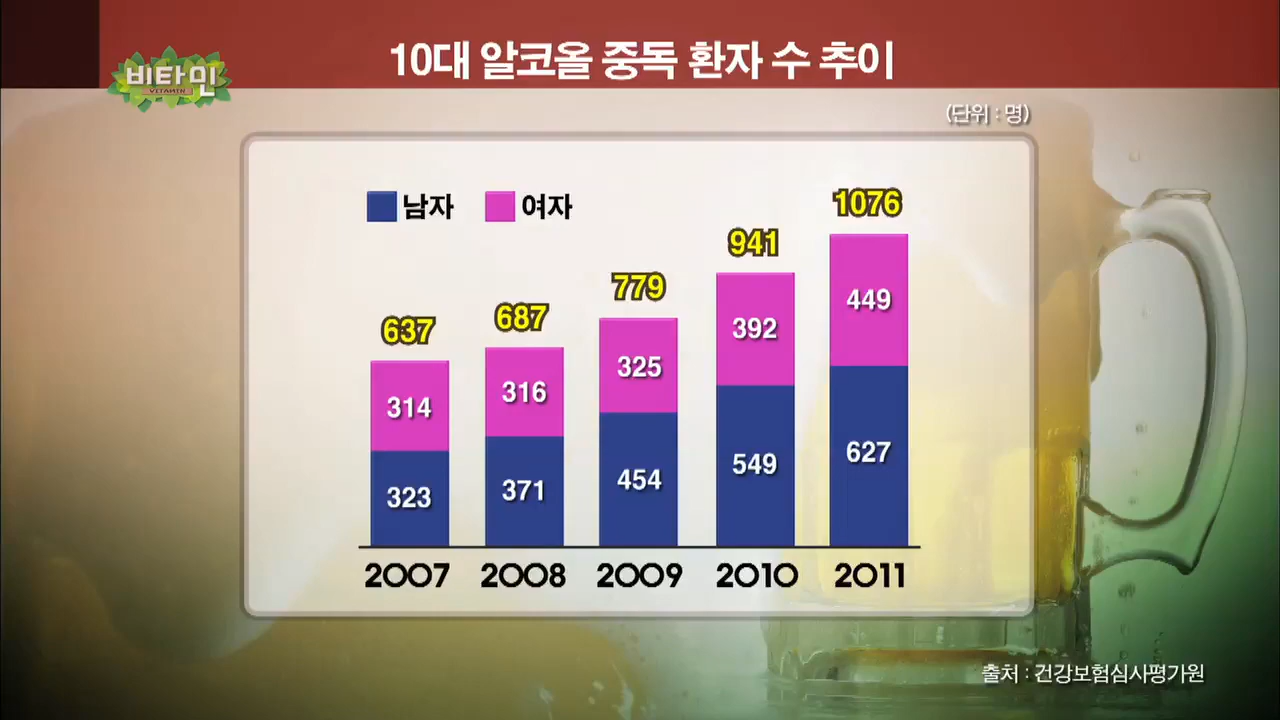 10대 알코올 중독 환자 수 추이
비타민
VITAMIN
(단위 : 명)
남자 여자
637 687 779 941 1076
314 316 325 392 449
323 371 454 549 627
2007 2008 2009 2010 2011
출처 : 건강보험심사평가원